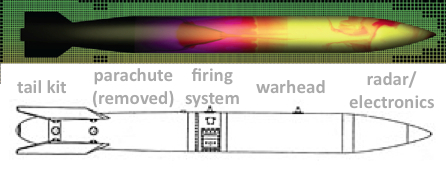 tail kit
parachute
(removed)
firing
system
warhead
radar/
electronics